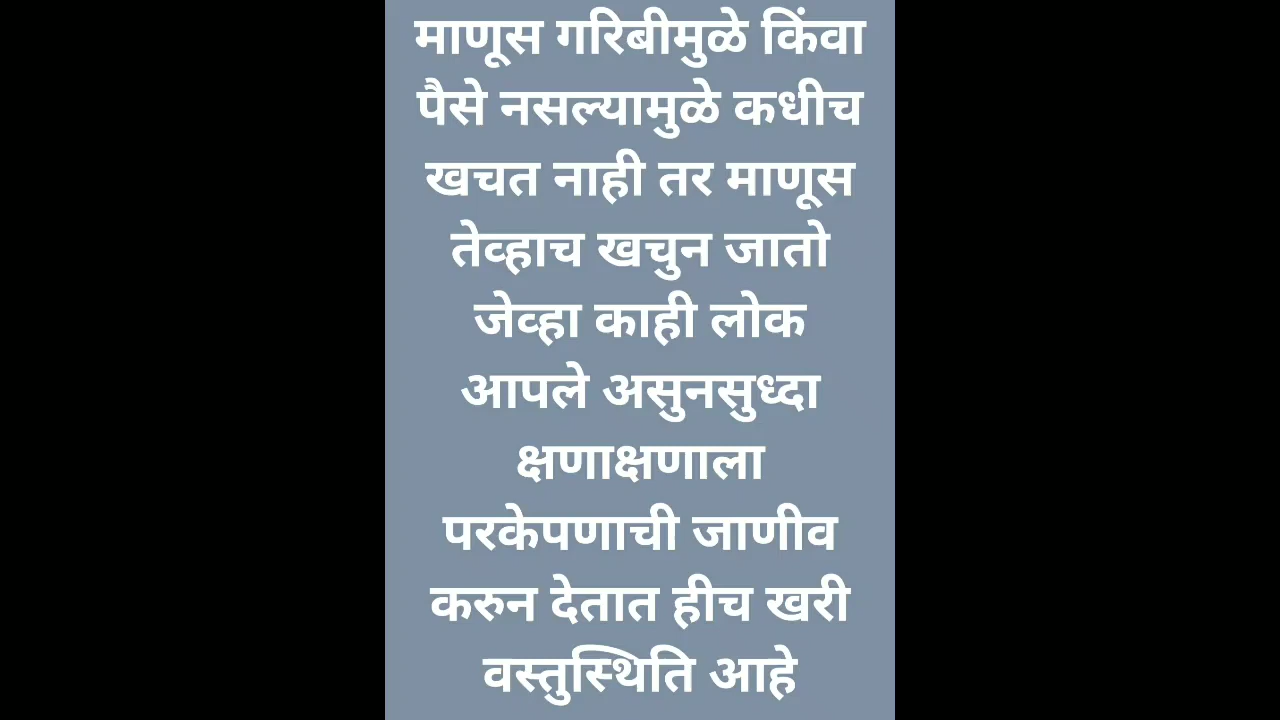 माणूस गरिबीमुळे किंवा
पैसे नसल्यामुळे कधीच
खचत नाही तर माणूस
तेव्हाच खचुन जातो
जेव्हा काही लोक
आपले असुनसुध्दा
क्षणाक्षणाला
परकेपणाची जाणीव
करुन देतात हीच खरी
वस्तुस्थिति आहे